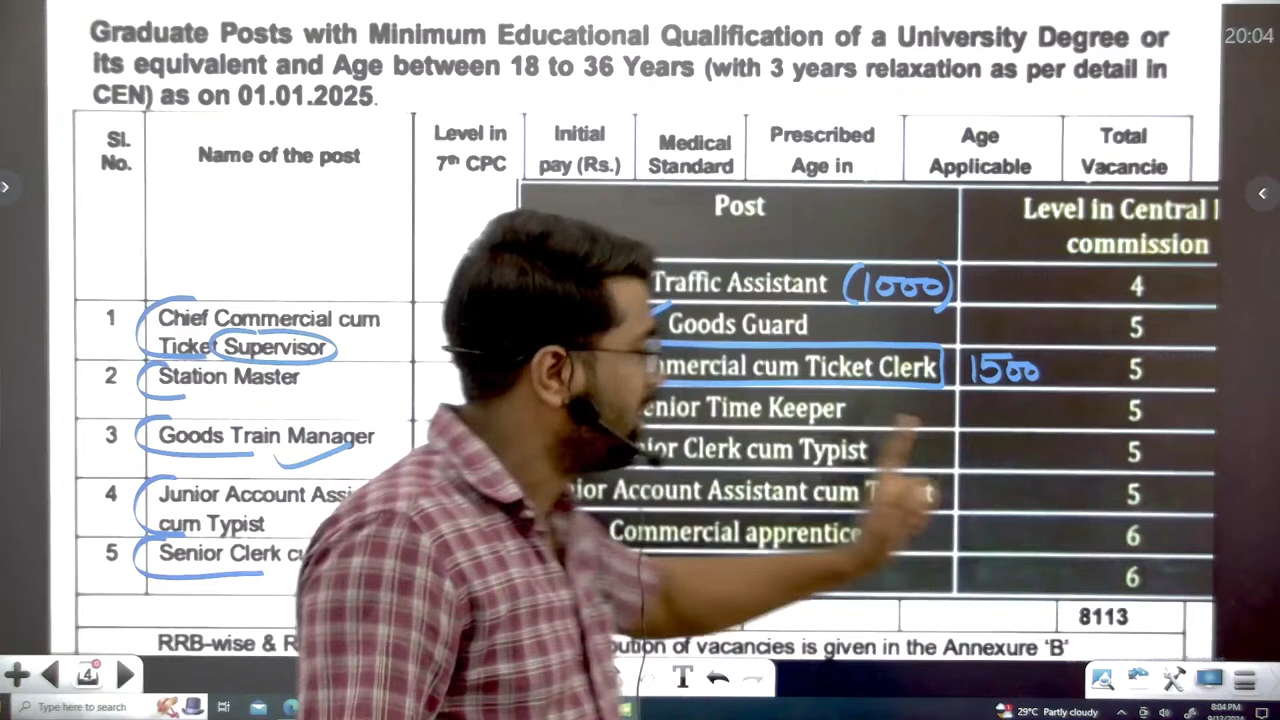 20:04
Graduate Posts with Minimum Educational Qualification of a University Degree or
its equivalent and Age between 18 to 36 Years (with 3 years relaxation as per detail in
CEN) as on 01.01.2025.
Sl. No. Name of the post Level in 7th CPC Initial pay (Rs.) Medical Standard Prescribed Age in Age Applicable Total Vacancie
Post Level in Central
commission
Traffic Assistant (1000) 4
Goods Guard 5
Commercial cum Ticket Clerk 1500 5
Senior Time Keeper 5
Clerk cum Typist 5
Account Assistant cum 5
Commercial apprentice 6
6
1 Chief Commercial cum
Ticket Supervisor
2 Station Master
3 Goods Train Manager
4 Junior Account
cum Typist
5 Senior Clerk
8113
RRB-wise & vacancies is given in the Annexure ‘B’
4
T
Type here to search
29°C Partly cloudy
8:04 PM